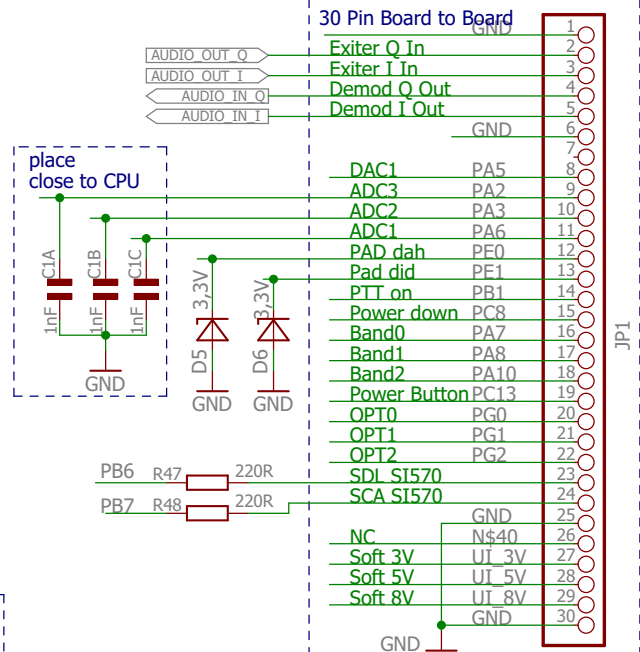 30 Pin Board to Board
GND 1
AUDIO_OUT_Q Exiter Q In 2
AUDIO_OUT_I Exiter I In 3
AUDIO_IN_Q Demod Q Out 4
AUDIO_IN_I Demod I Out 5
GND 6
7
place
close to CPU
DAC1 PA5 8
ADC3 PA2 9
ADC2 PA3 10
ADC1 PA6 11
PAD dah PE0 12
Pad did PE1 13
PTT on PB1 14
Power down PC8 15
Band0 PA7 16
Band1 PA8 17
Band2 PA10 18
Power Button PC13 19
OPT0 PG0 20
OPT1 PG1 21
OPT2 PG2 22
SDL SI570 23
SCA SI570 24
GND 25
NC N$40 26
Soft 3V UI_3V 27
Soft 5V UI_5V 28
Soft 8V UI_8V 29
GND 30
GND
JP1
C1A 1nF
C1B 1nF
C1C 1nF
GND
3,3V D5 GND
3,3V D6 GND
PB6 R47 220R
PB7 R48 220R